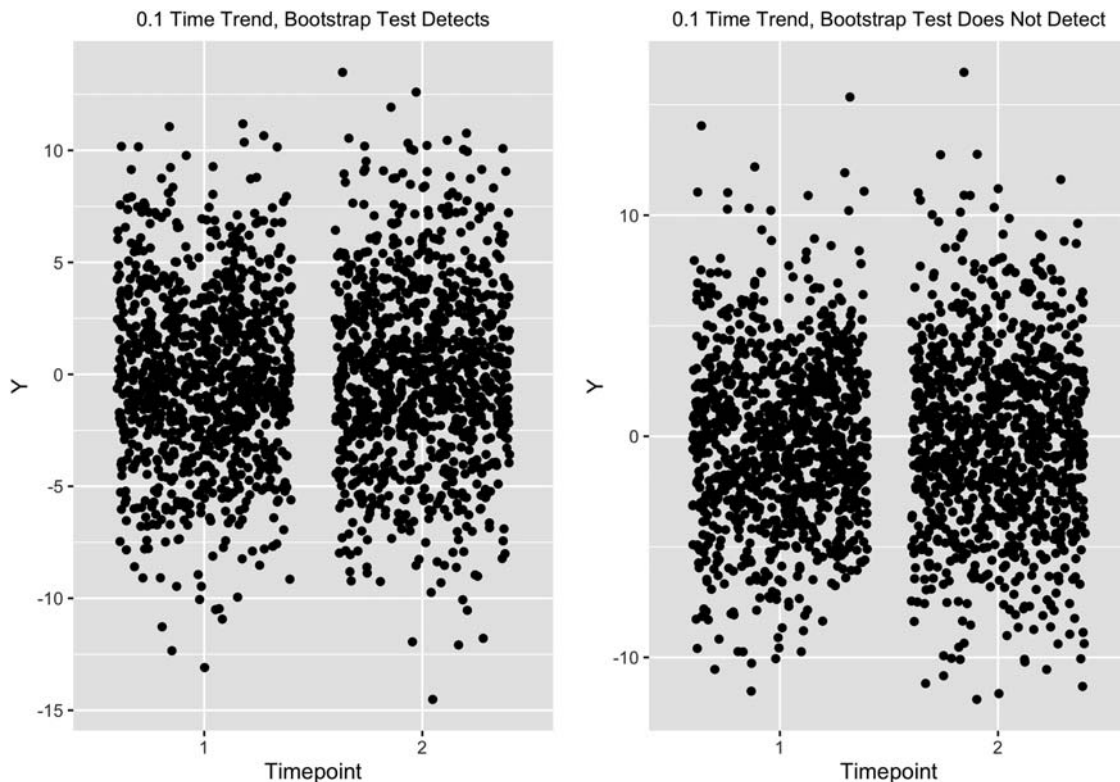 0.1 Time Trend, Bootstrap Test Detects
10
5
0
-5
-10
-15
Y
1
2
Timepoint
0.1 Time Trend, Bootstrap Test Does Not Detect
10
0
-10
Y
1
2
Timepoint